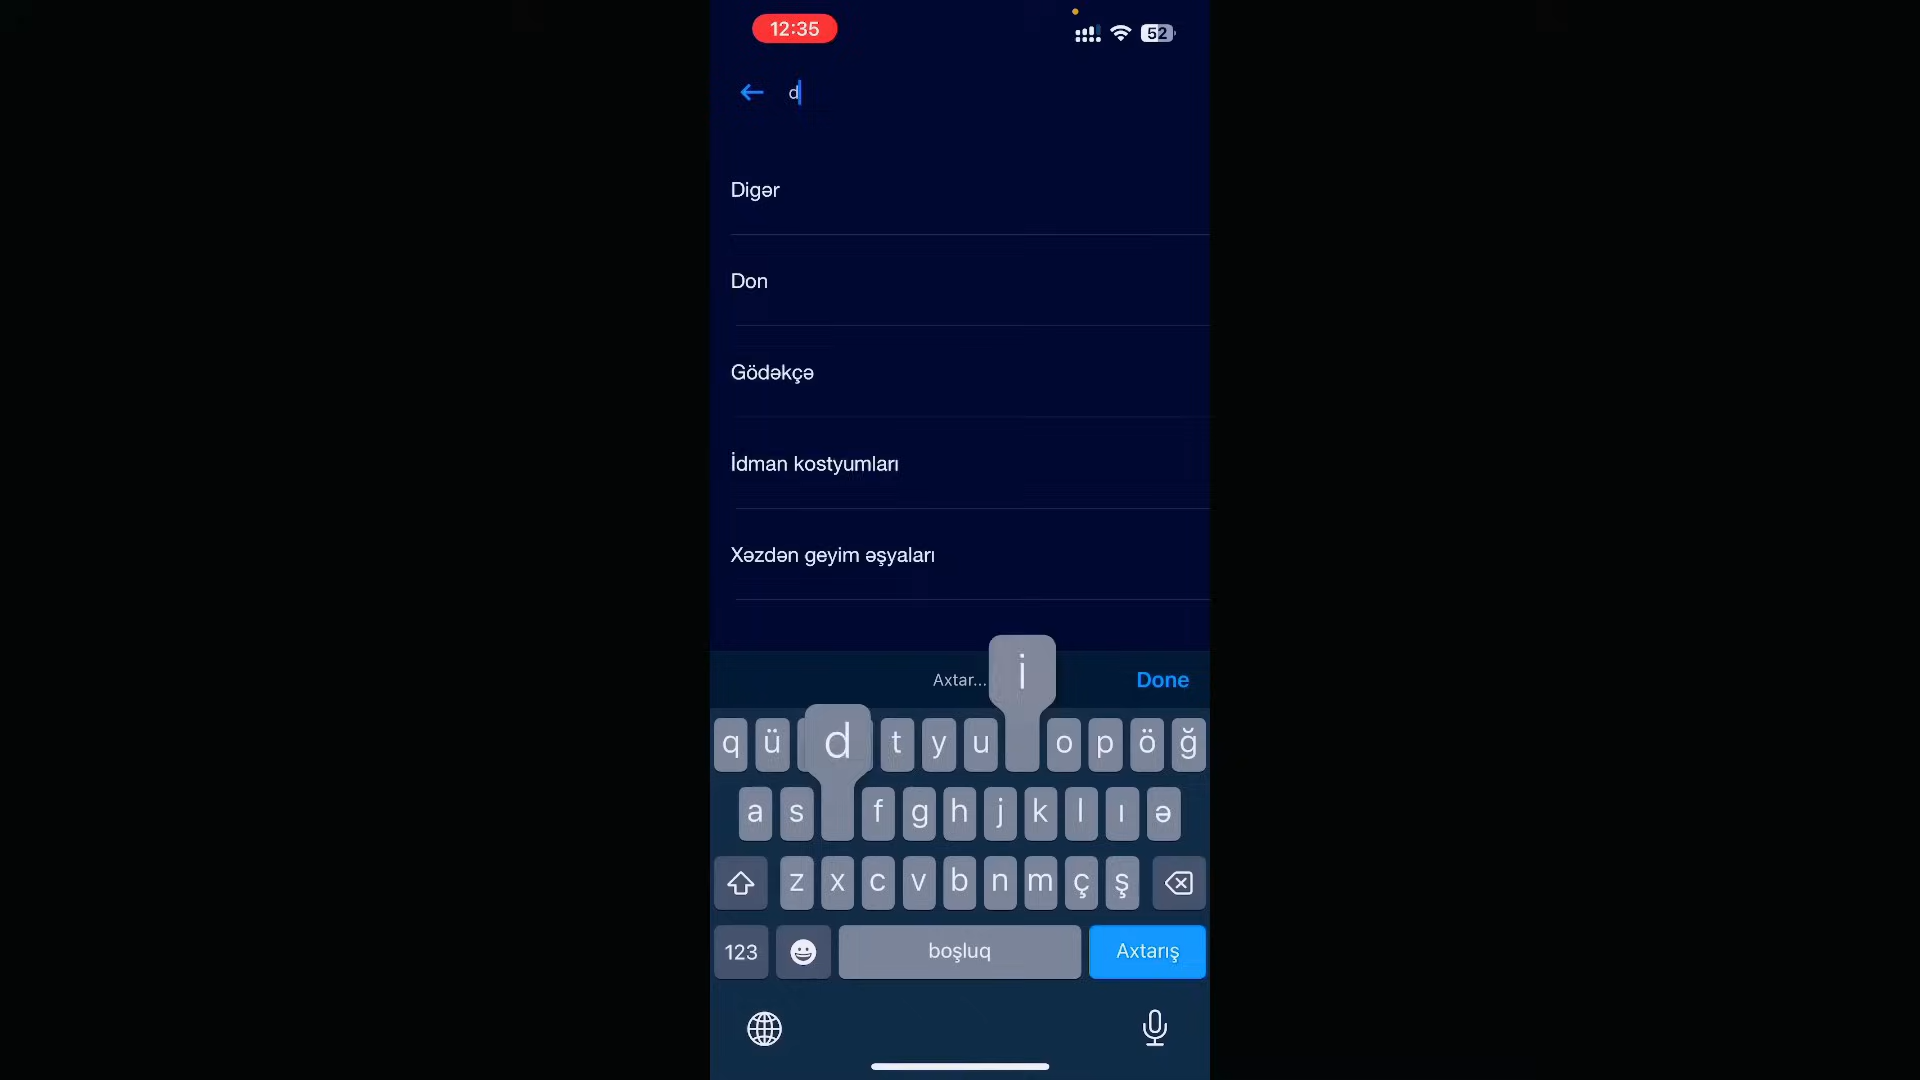 12:35
52
d
Digər
Don
Gödəkçə
İdman kostyumları
Xəzdən geyim əşyaları
Axtar...
Done
i
q ü d t y u o p ö ğ
a s f g h j k l ı ə
z x c v b n m ç ş
123
boşluq
Axtarış